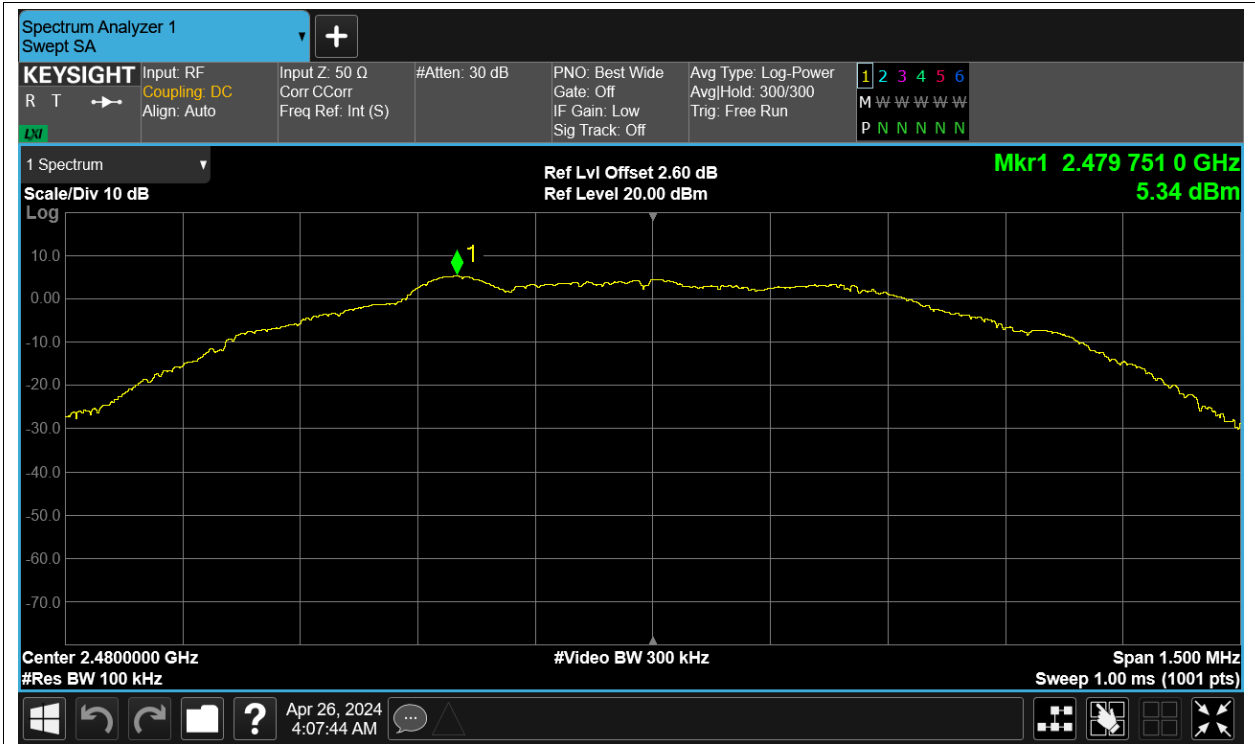 Spectrum Analyzer 1
Swept SA
KEYSIGHT
R T
LXI
Input: RF
Coupling: DC
Align: Auto
Input Z: 50 Ω
Corr CCorr
Freq Ref: Int (S)
#Atten: 30 dB
PNO: Best Wide
Gate: Off
IF Gain: Low
Sig Track: Off
Avg Type: Log-Power
Avg|Hold: 300/300
Trig: Free Run
1 2 3 4 5 6
M W W W W W
P N N N N N
1 Spectrum
Scale/Div 10 dB
Log
Ref Lvl Offset 2.60 dB
Ref Level 20.00 dBm
Mkr1 2.479 751 0 GHz
5.34 dBm
1
10.0
0.00
-10.0
-20.0
-30.0
-40.0
-50.0
-60.0
-70.0
Center 2.4800000 GHz
#Video BW 300 kHz
Span 1.500 MHz
#Res BW 100 kHz
Sweep 1.00 ms (1001 pts)
?
Apr 26, 2024
4:07:44 AM